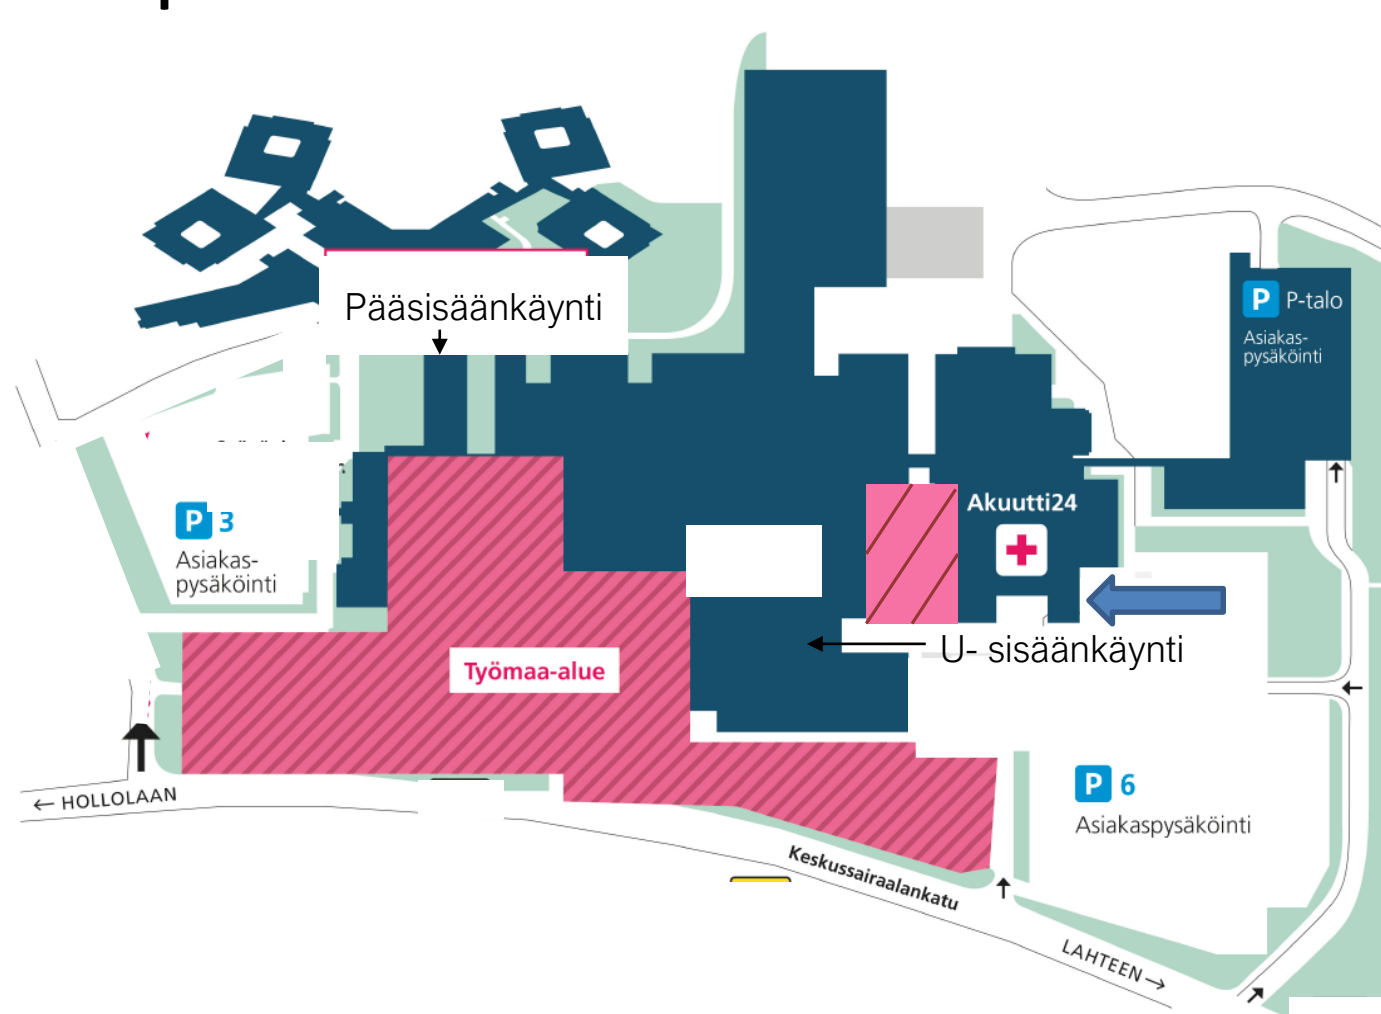 Pääsisäänkäynti
P P-talo
Asiakas-
pysäköinti
P 3
Asiakas-
pysäköinti
Akuutti24
U- sisäänkäynti
Työmaa-alue
P 6
Asiakaspysäköinti
← HOLLOLAAN
Keskussairaalankatu
LAHTEEN →